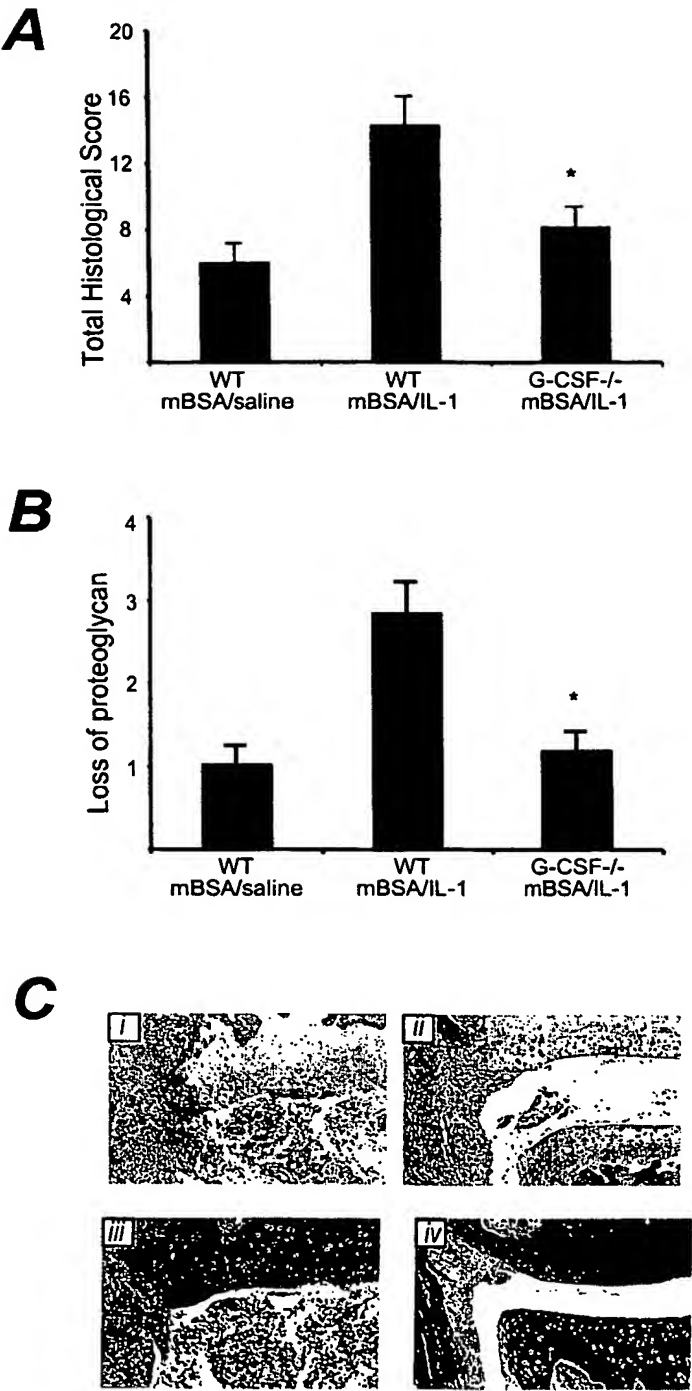 A
Total Histological Score
20
16
12
8
4
*
WT
mBSA/saline
WT
mBSA/IL-1
G-CSF-/-
mBSA/IL-1
B
Loss of proteoglycan
4
3
2
1
*
WT
mBSA/saline
WT
mBSA/IL-1
G-CSF-/-
mBSA/IL-1
C
i
ii
iii
iv